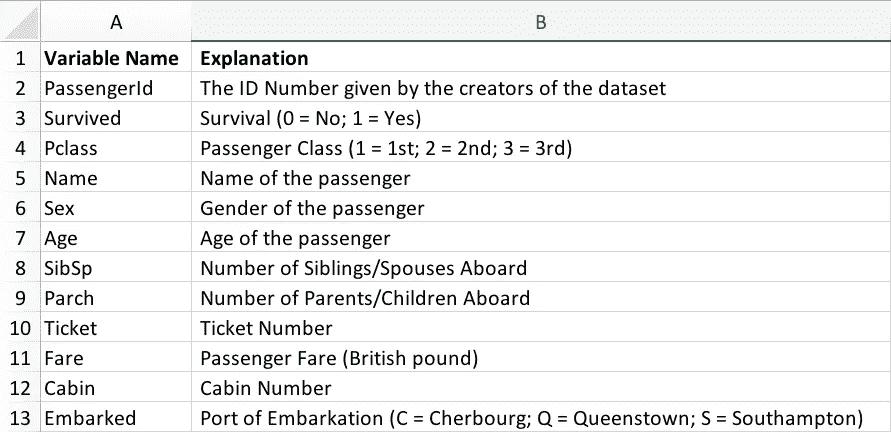 A B
1 Variable Name Explanation
2 PassengerId The ID Number given by the creators of the dataset
3 Survived Survival (0 = No; 1 = Yes)
4 Pclass Passenger Class (1 = 1st; 2 = 2nd; 3 = 3rd)
5 Name Name of the passenger
6 Sex Gender of the passenger
7 Age Age of the passenger
8 SibSp Number of Siblings/Spouses Aboard
9 Parch Number of Parents/Children Aboard
10 Ticket Ticket Number
11 Fare Passenger Fare (British pound)
12 Cabin Cabin Number
13 Embarked Port of Embarkation (C = Cherbourg; Q = Queenstown; S = Southampton)